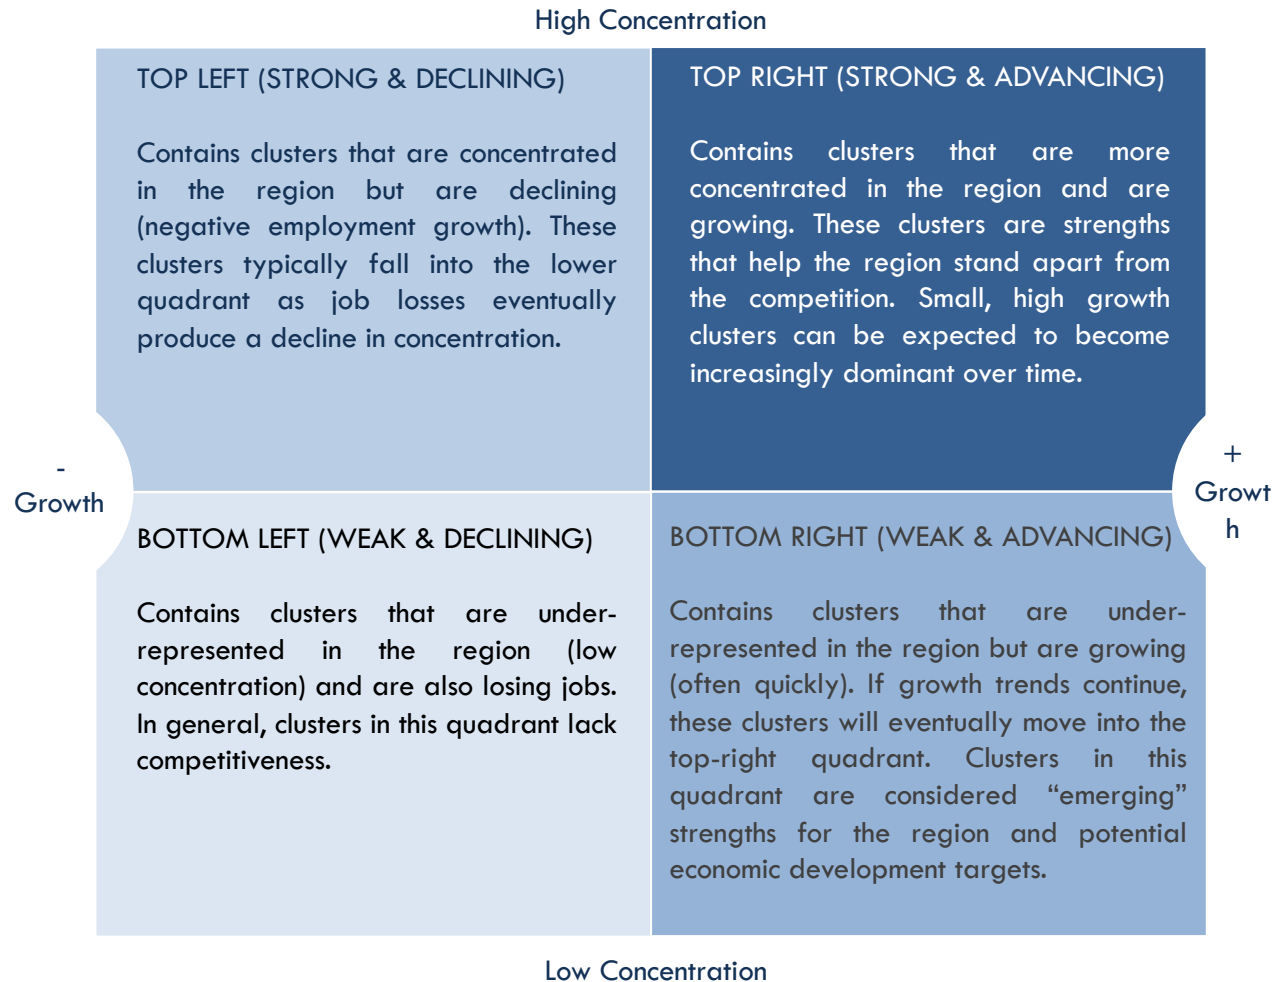 High Concentration
TOP LEFT (STRONG & DECLINING)
Contains clusters that are concentrated
in the region but are declining
(negative employment growth). These
clusters typically fall into the lower
quadrant as job losses eventually
produce a decline in concentration.
TOP RIGHT (STRONG & ADVANCING)
Contains clusters that are more
concentrated in the region and are
growing. These clusters are strengths
that help the region stand apart from
the competition. Small, high growth
clusters can be expected to become
increasingly dominant over time.
-
Growth
+
Growt
h
BOTTOM LEFT (WEAK & DECLINING)
Contains clusters that are under-
represented in the region (low
concentration) and are also losing jobs.
In general, clusters in this quadrant lack
competitiveness.
BOTTOM RIGHT (WEAK & ADVANCING)
Contains clusters that are under-
represented in the region but are growing
(often quickly). If growth trends continue,
these clusters will eventually move into the
top-right quadrant. Clusters in this
quadrant are considered “emerging”
strengths for the region and potential
economic development targets.
Low Concentration